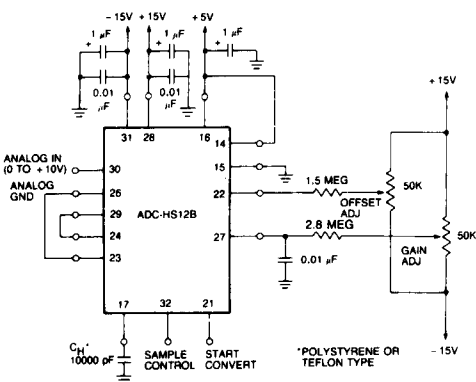 - 15V + 15V + 5V
1 µF 1 µF 1 µF
+ + +
0.01 µF 0.01 µF
31 28 16
14
ANALOG IN
(0 TO + 10V)
30
15
ANALOG
GND
26
ADC-HS12B
22
1.5 MEG
OFFSET
ADJ
50K
+ 15V
29
24
27
2.8 MEG
GAIN
ADJ
50K
23
0.01 µF
17 32 21
CH*
10000 pF
SAMPLE
CONTROL
START
CONVERT
*POLYSTYRENE OR
TEFLON TYPE
- 15V